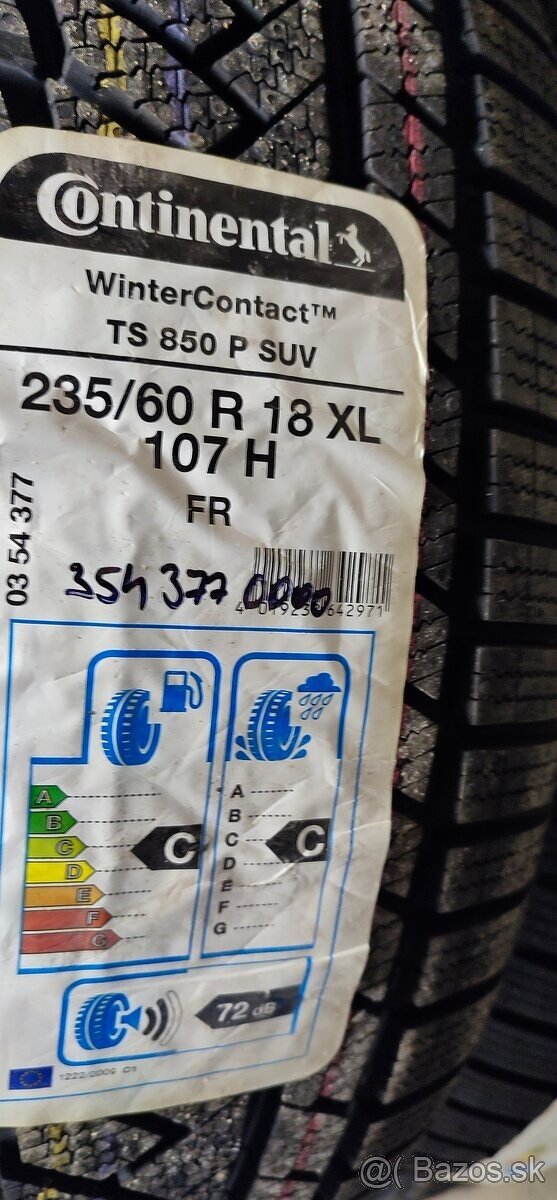 Continental
WinterContact™
TS 850 P SUV
235/60 R 18 XL
107 H
FR
03 54 377
354 377 0000
4 019238 642971
A
B
C
D
E
F
G
C
A
B
C
D
E
F
G
C
72 dB
1222/2009 C1
@( Bazos.sk